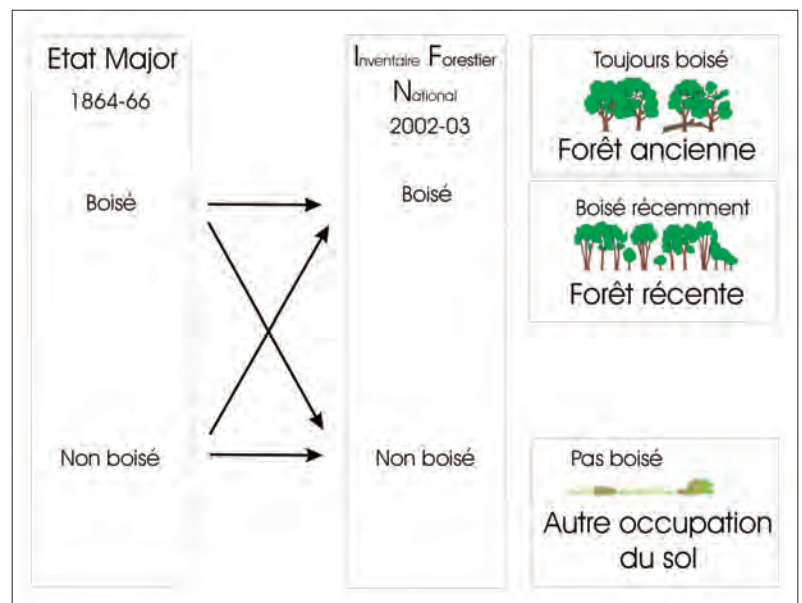 Etat Major
1864-66
Boisé
Non boisé
Inventaire Forestier
National
2002-03
Boisé
Non boisé
Toujours boisé
Forêt ancienne
Boisé récemment
Forêt récente
Pas boisé
Autre occupation
du sol